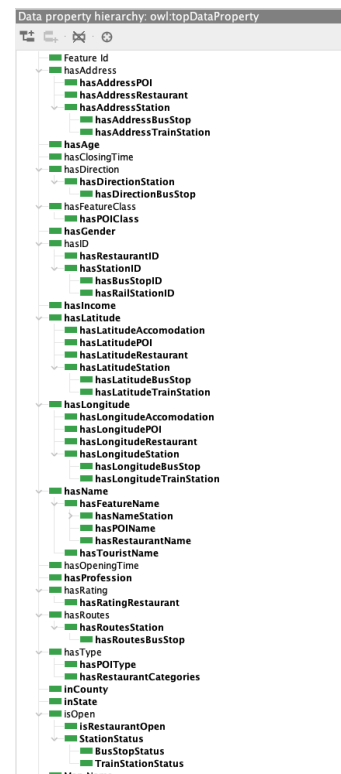 Data property hierarchy: owl:topDataProperty
Feature Id
hasAddress
hasAddressPOI
hasAddressRestaurant
hasAddressStation
hasAddressBusStop
hasAddressTrainStation
hasAge
hasClosingTime
hasDirection
hasDirectionStation
hasDirectionBusStop
hasFeatureClass
hasPOIClass
hasGender
hasID
hasRestaurantID
hasStationID
hasBusStopID
hasRailStationID
hasIncome
hasLatitude
hasLatitudeAccomodation
hasLatitudePOI
hasLatitudeRestaurant
hasLatitudeStation
hasLatitudeBusStop
hasLatitudeTrainStation
hasLongitude
hasLongitudeAccomodation
hasLongitudePOI
hasLongitudeRestaurant
hasLongitudeStation
hasLongitudeBusStop
hasLongitudeTrainStation
hasName
hasFeatureName
hasNameStation
hasPOIName
hasRestaurantName
hasTouristName
hasOpeningTime
hasProfession
hasRating
hasRatingRestaurant
hasRoutes
hasRoutesStation
hasRoutesBusStop
hasType
hasPOIType
hasRestaurantCategories
inCounty
inState
isOpen
isRestaurantOpen
StationStatus
BusStopStatus
TrainStationStatus